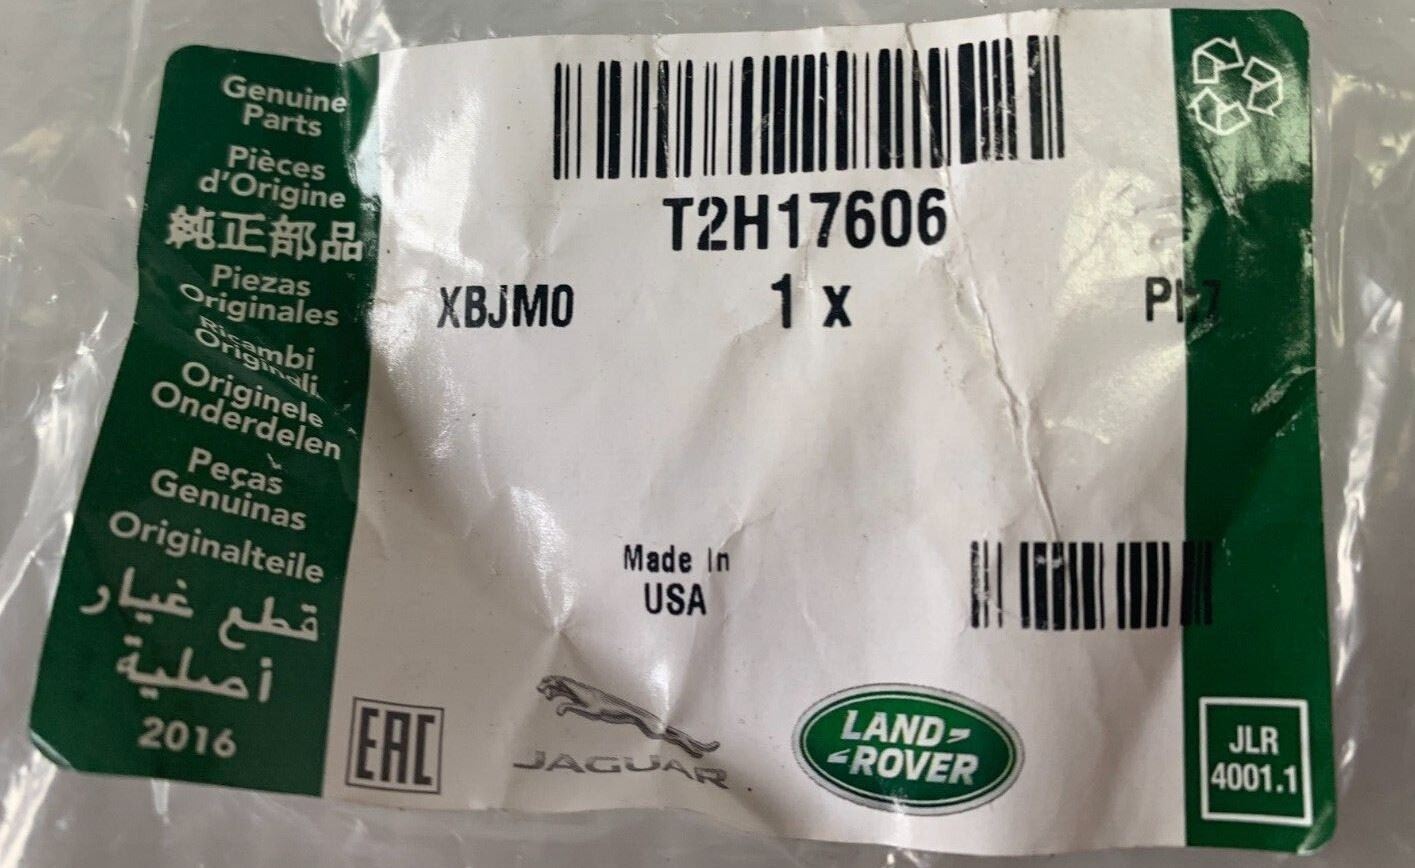 Genuine
Parts
Pièces
d'Origine
純正部品
Piezas
Originales
Ricambi
Originali
Originele
Onderdelen
Peças
Genuinas
Originalteile
قطع غيار
أصلية
2016
T2H17606
XBJM0 1 x
Made In
USA
EAC
JAGUAR
LAND-
-ROVER
JLR
4001.1